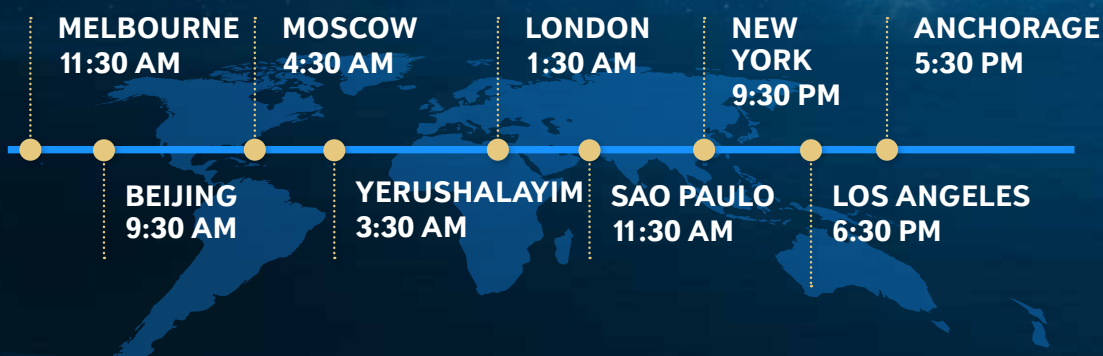 MELBOURNE
11:30 AM
MOSCOW
4:30 AM
LONDON
1:30 AM
NEW
YORK
9:30 PM
ANCHORAGE
5:30 PM
BEIJING
9:30 AM
YERUSHALAYIM
3:30 AM
SAO PAULO
11:30 AM
LOS ANGELES
6:30 PM